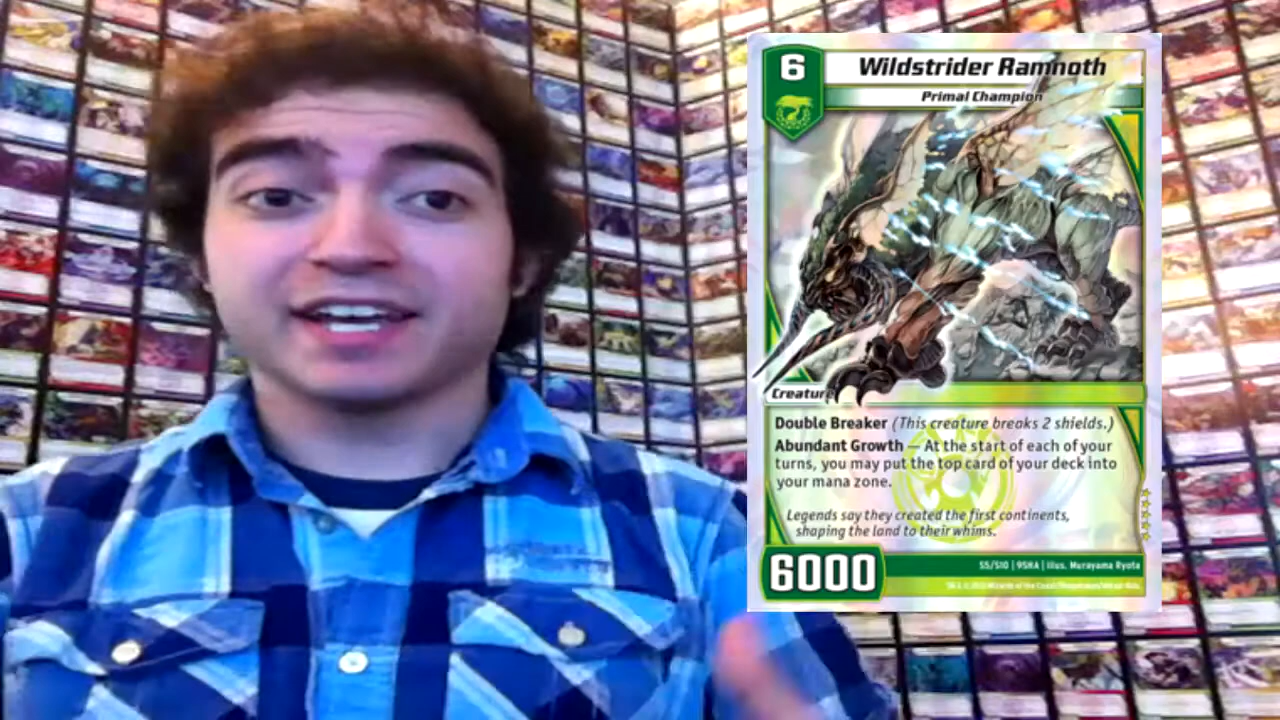 6
Wildstrider Ramnoth
Primal Champion
Creature
Double Breaker (This creature breaks 2 shields.)
Abundant Growth — At the start of each of your
turns, you may put the top card of your deck into
your mana zone.
Legends say they created the first continents,
shaping the land to their whims.
S5/S10 | 9SHA | Illus. Murayama Ryota
6000